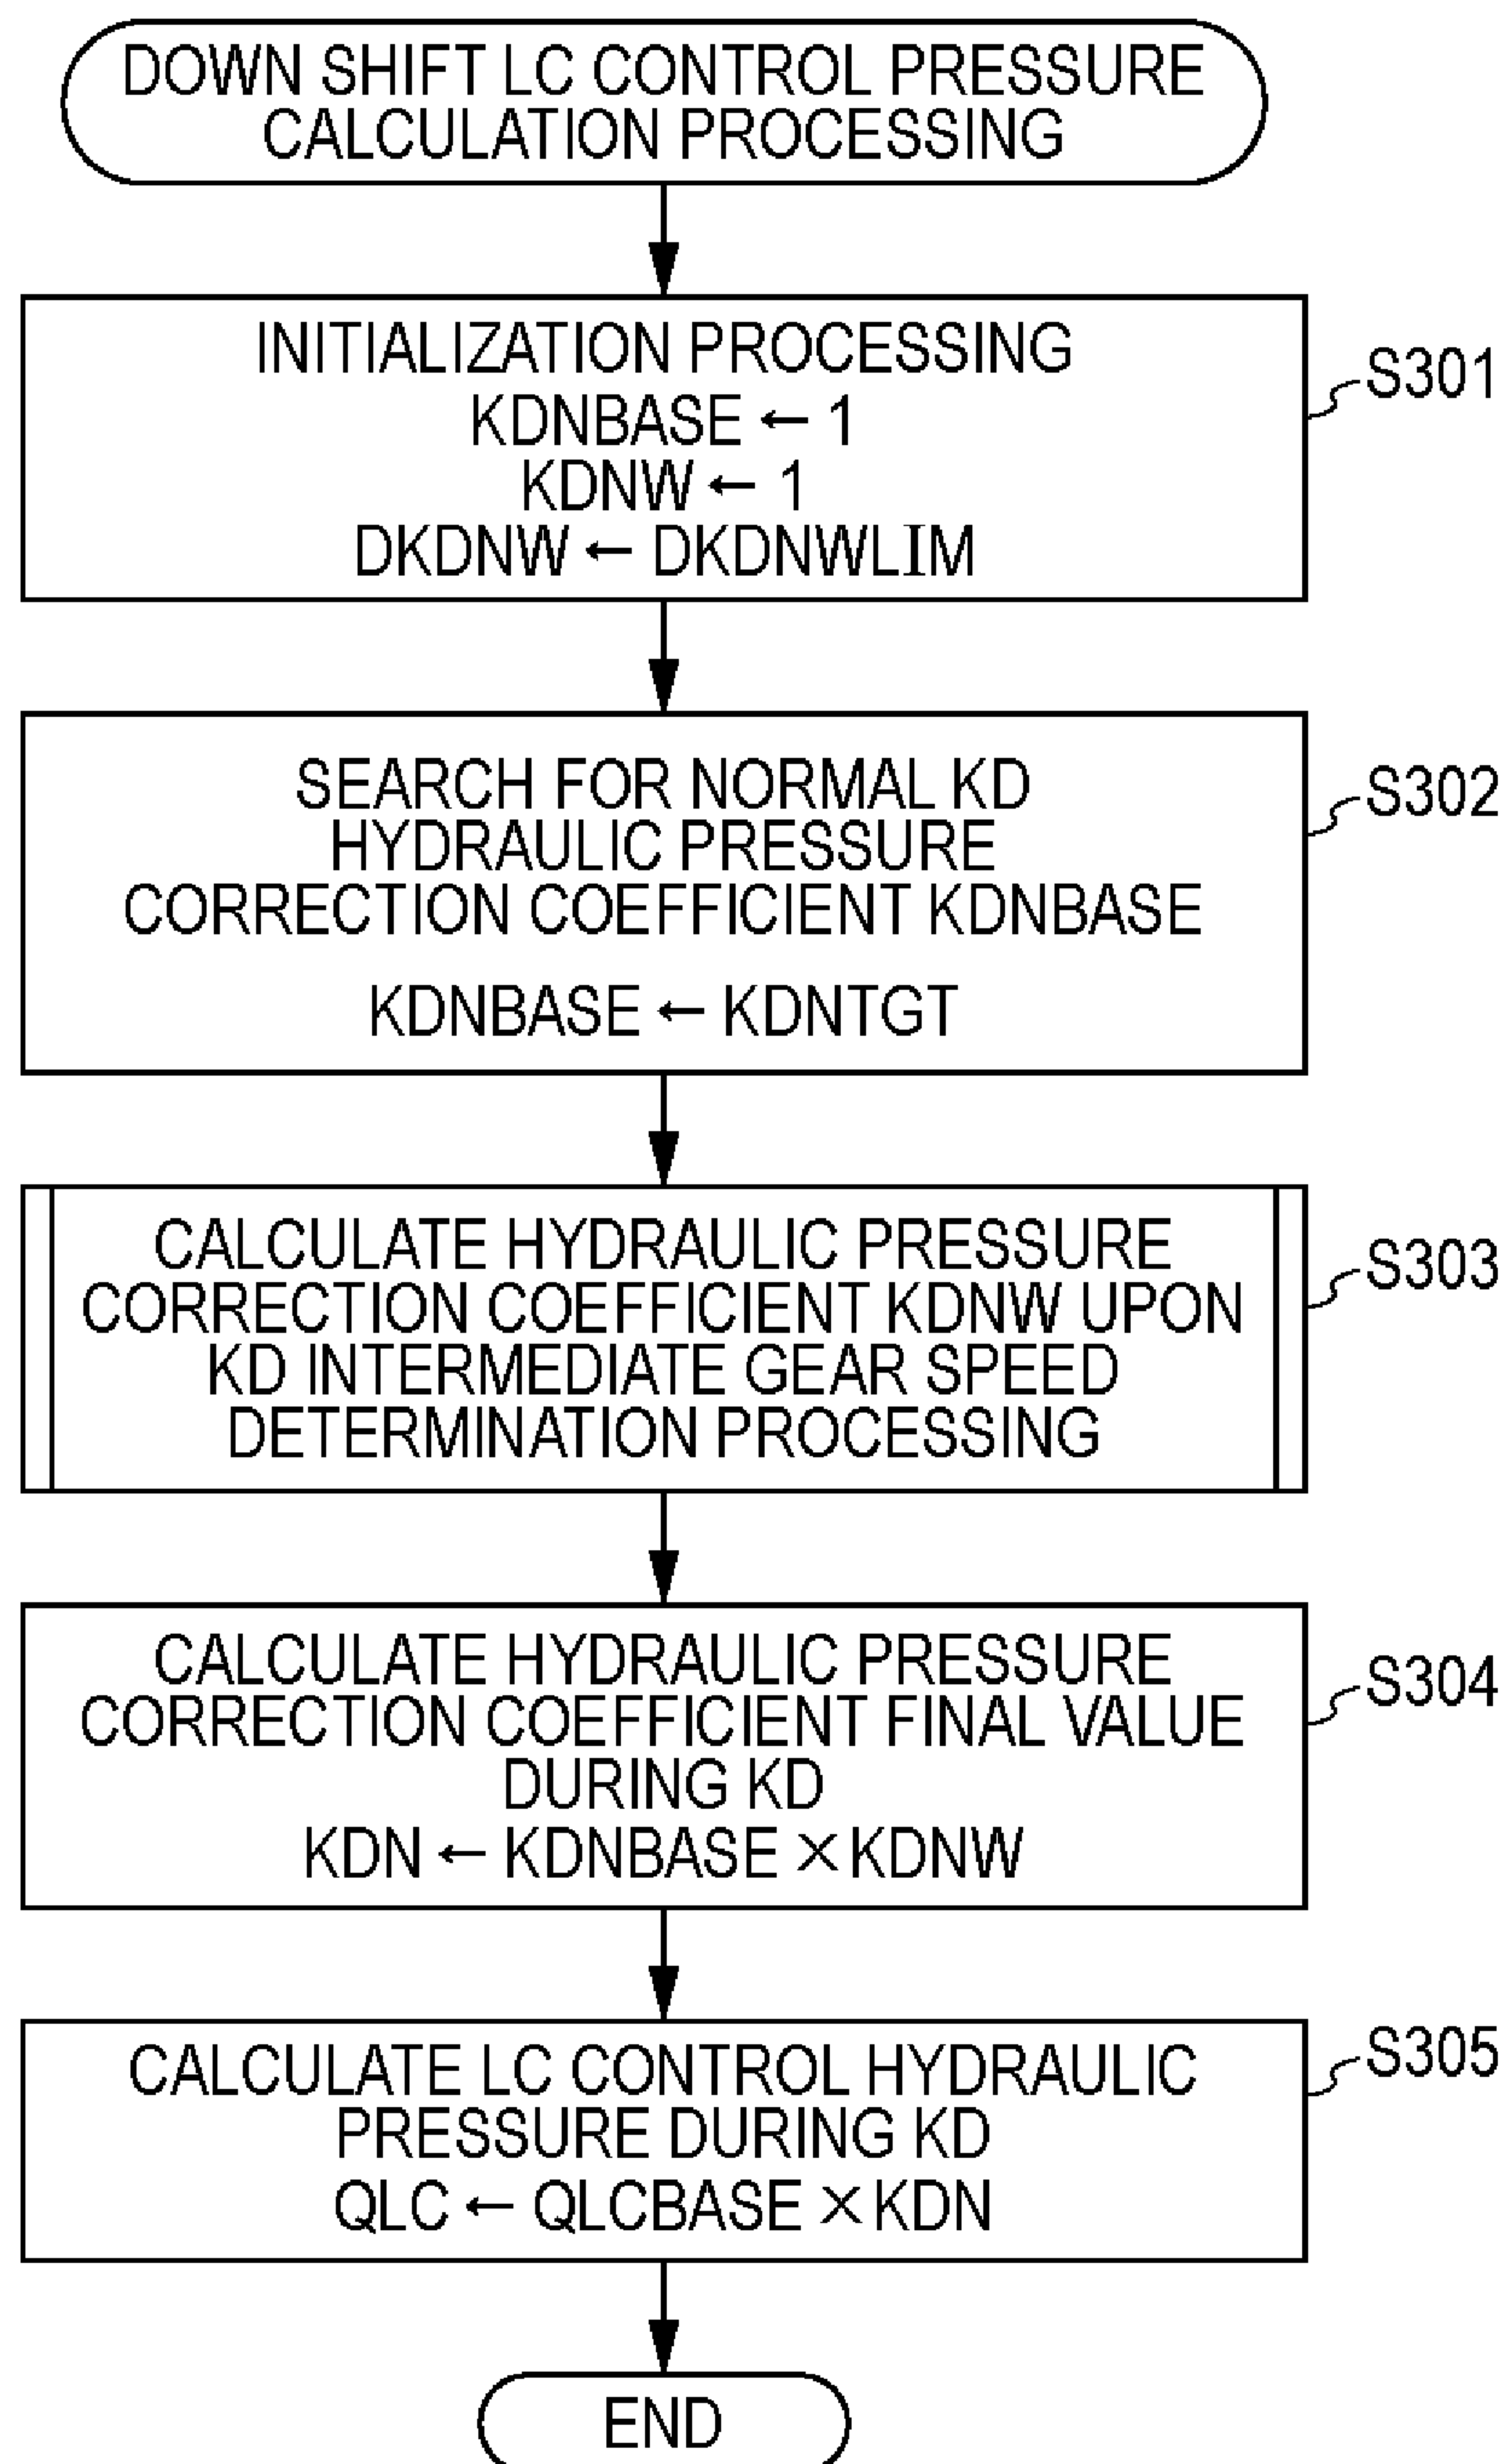 DOWN SHIFT LC CONTROL PRESSURE
CALCULATION PROCESSING
INITIALIZATION PROCESSING
KDNBASE ← 1
KDNW ← 1
DKDNW ← DKDNWLIM
S301
SEARCH FOR NORMAL KD
HYDRAULIC PRESSURE
CORRECTION COEFFICIENT KDNBASE
KDNBASE ← KDNTGT
S302
CALCULATE HYDRAULIC PRESSURE
CORRECTION COEFFICIENT KDNW UPON
KD INTERMEDIATE GEAR SPEED
DETERMINATION PROCESSING
S303
CALCULATE HYDRAULIC PRESSURE
CORRECTION COEFFICIENT FINAL VALUE
DURING KD
KDN ← KDNBASE × KDNW
S304
CALCULATE LC CONTROL HYDRAULIC
PRESSURE DURING KD
QLC ← QLCBASE × KDN
S305
END